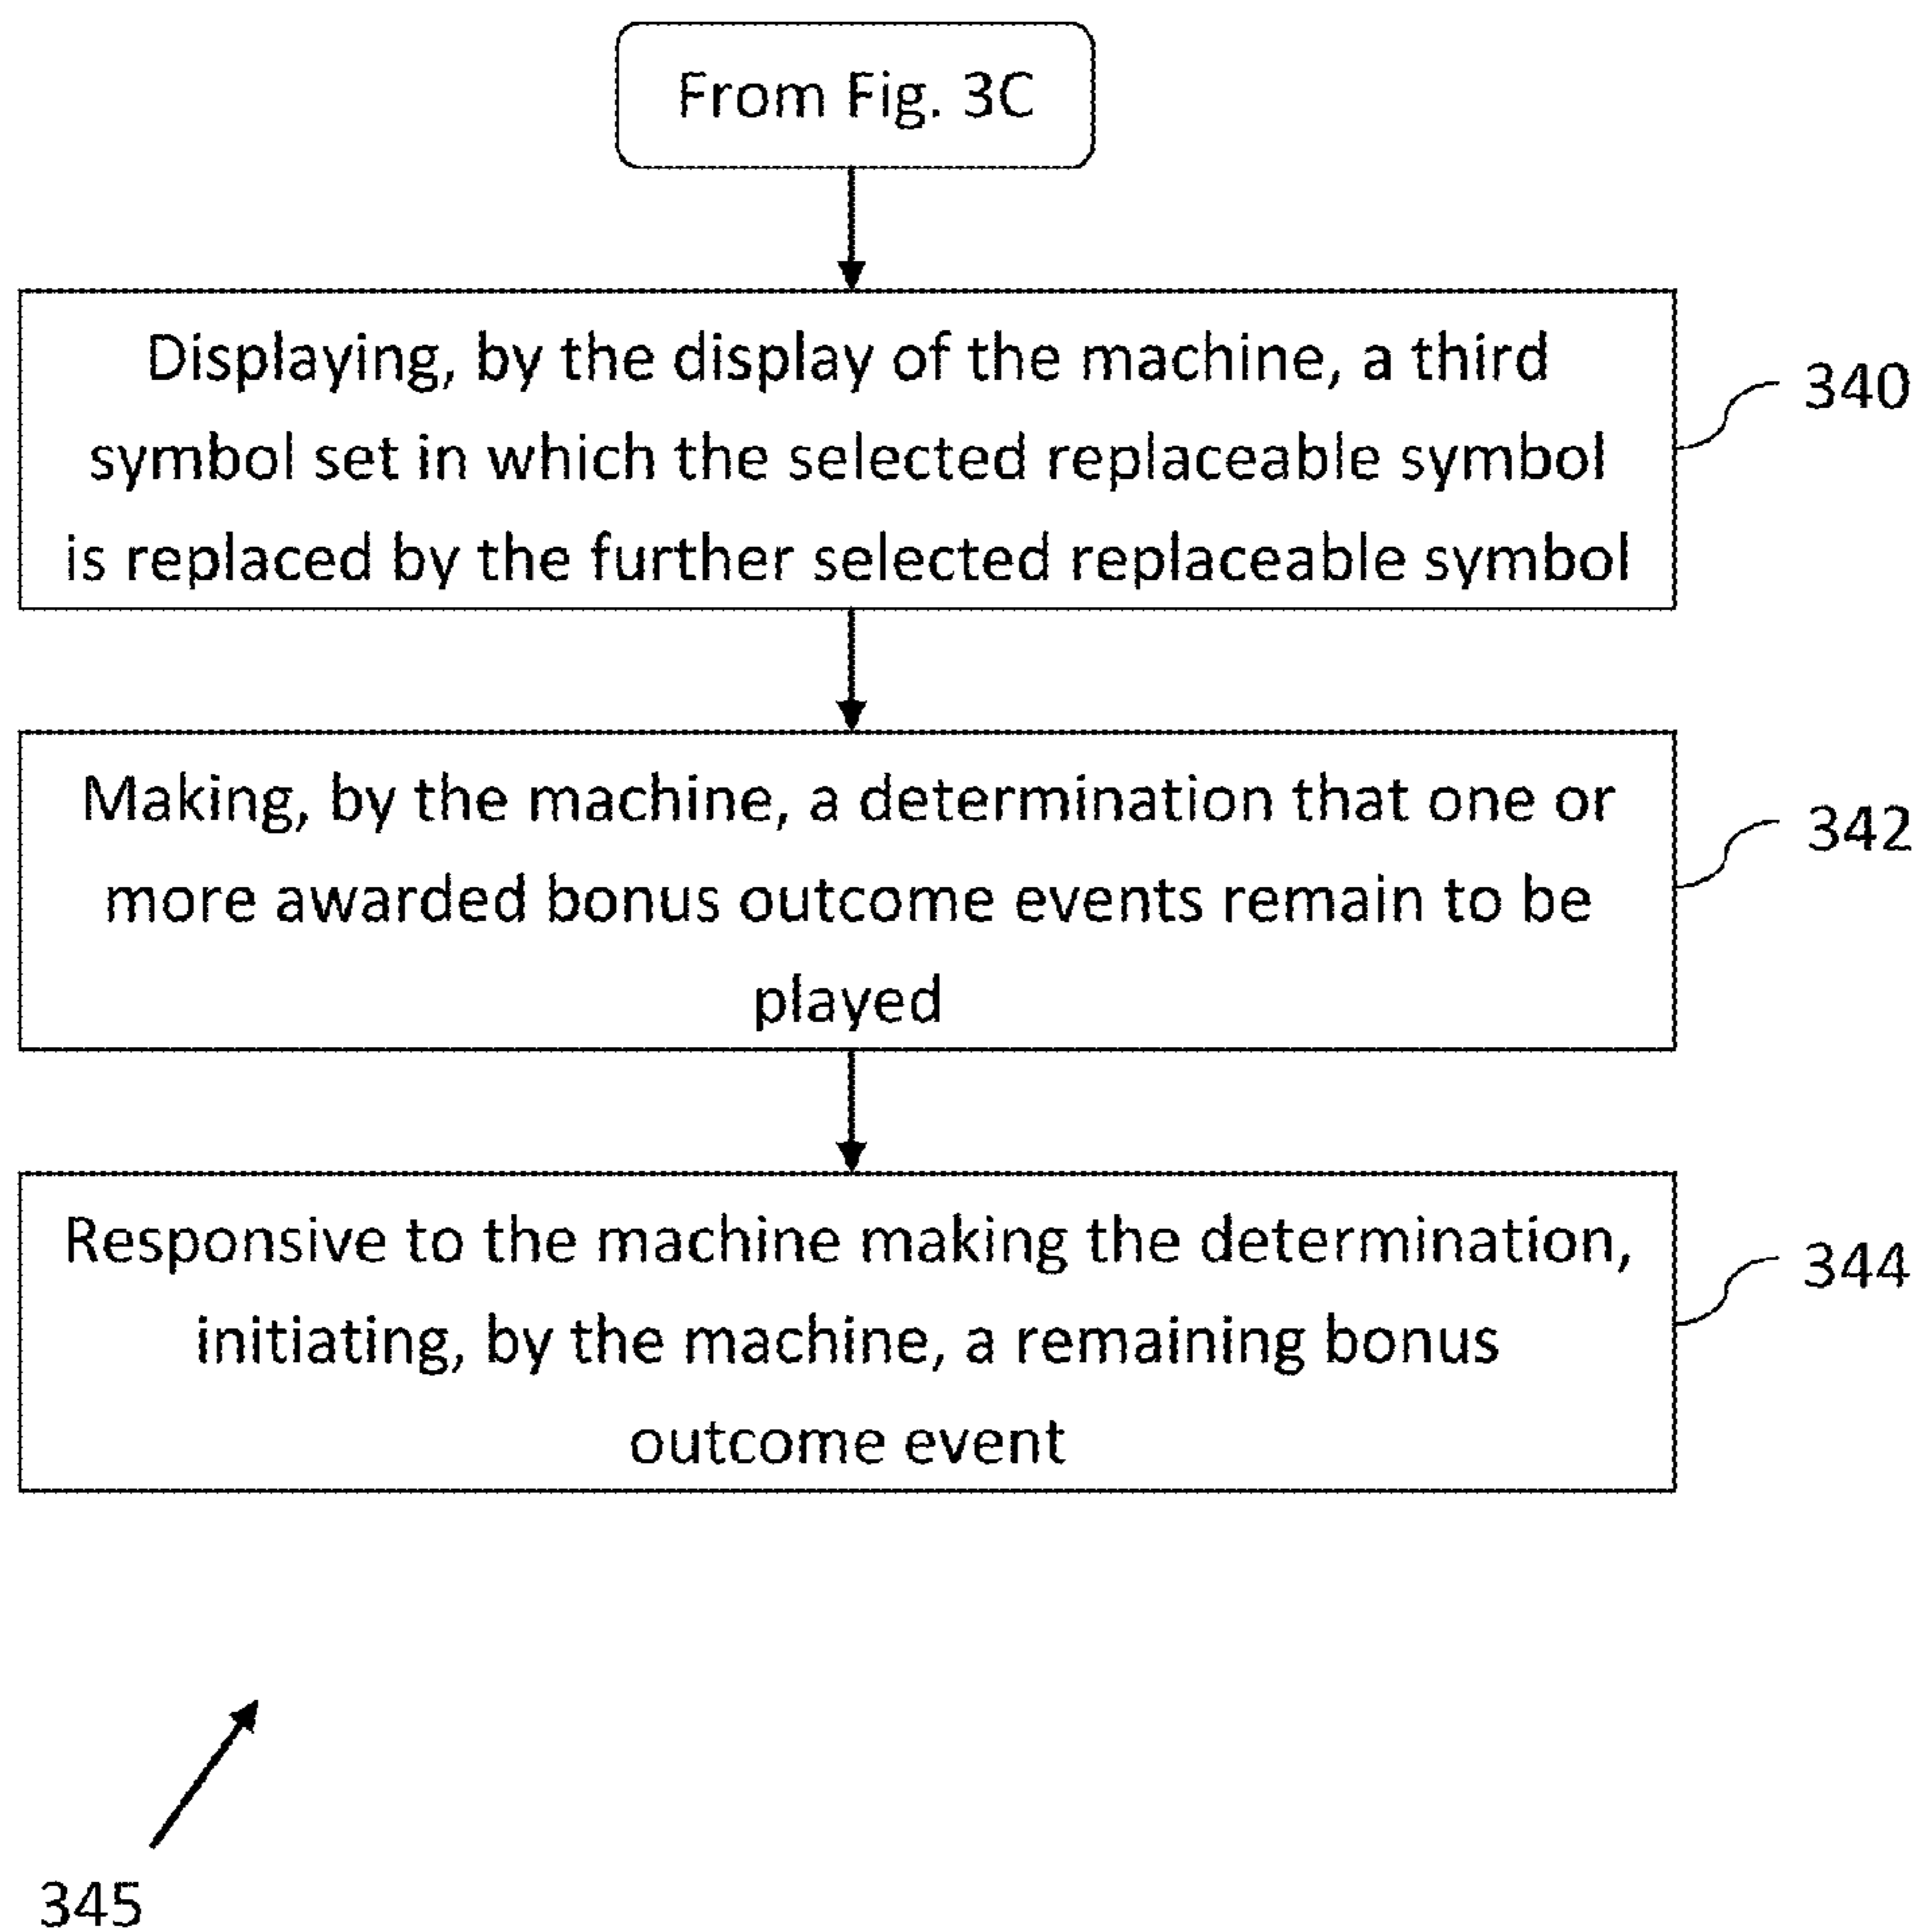 From Fig. 3C
Displaying, by the display of the machine, a third
symbol set in which the selected replaceable symbol
is replaced by the further selected replaceable symbol
340
Making, by the machine, a determination that one or
more awarded bonus outcome events remain to be
played
342
Responsive to the machine making the determination,
initiating, by the machine, a remaining bonus
outcome event
344
345